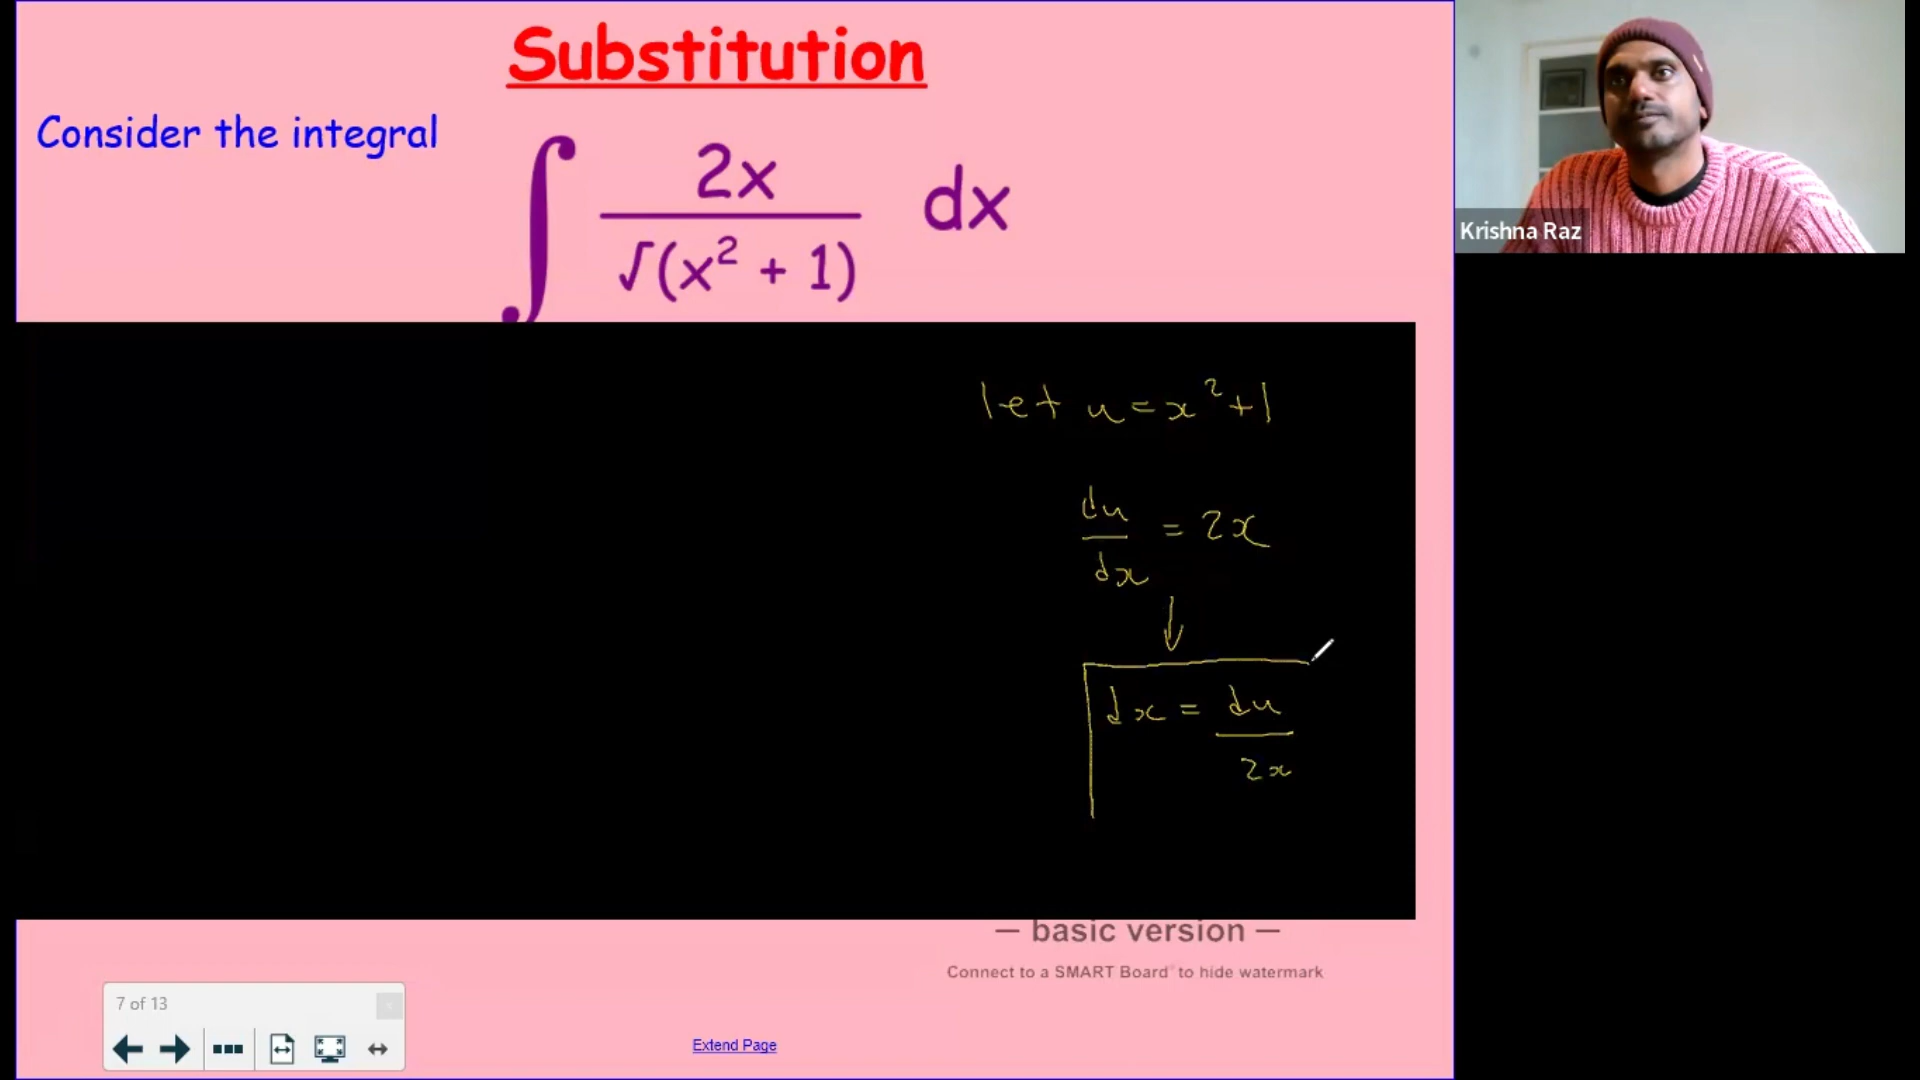 Substitution
Consider the integral
∫ 2x / √(x² + 1) dx
Krishna Raz
let u = x² + 1
du/dx = 2x
↓
dx = du/2x
— basic version —
Connect to a SMART Board® to hide watermark
7 of 13
Extend Page